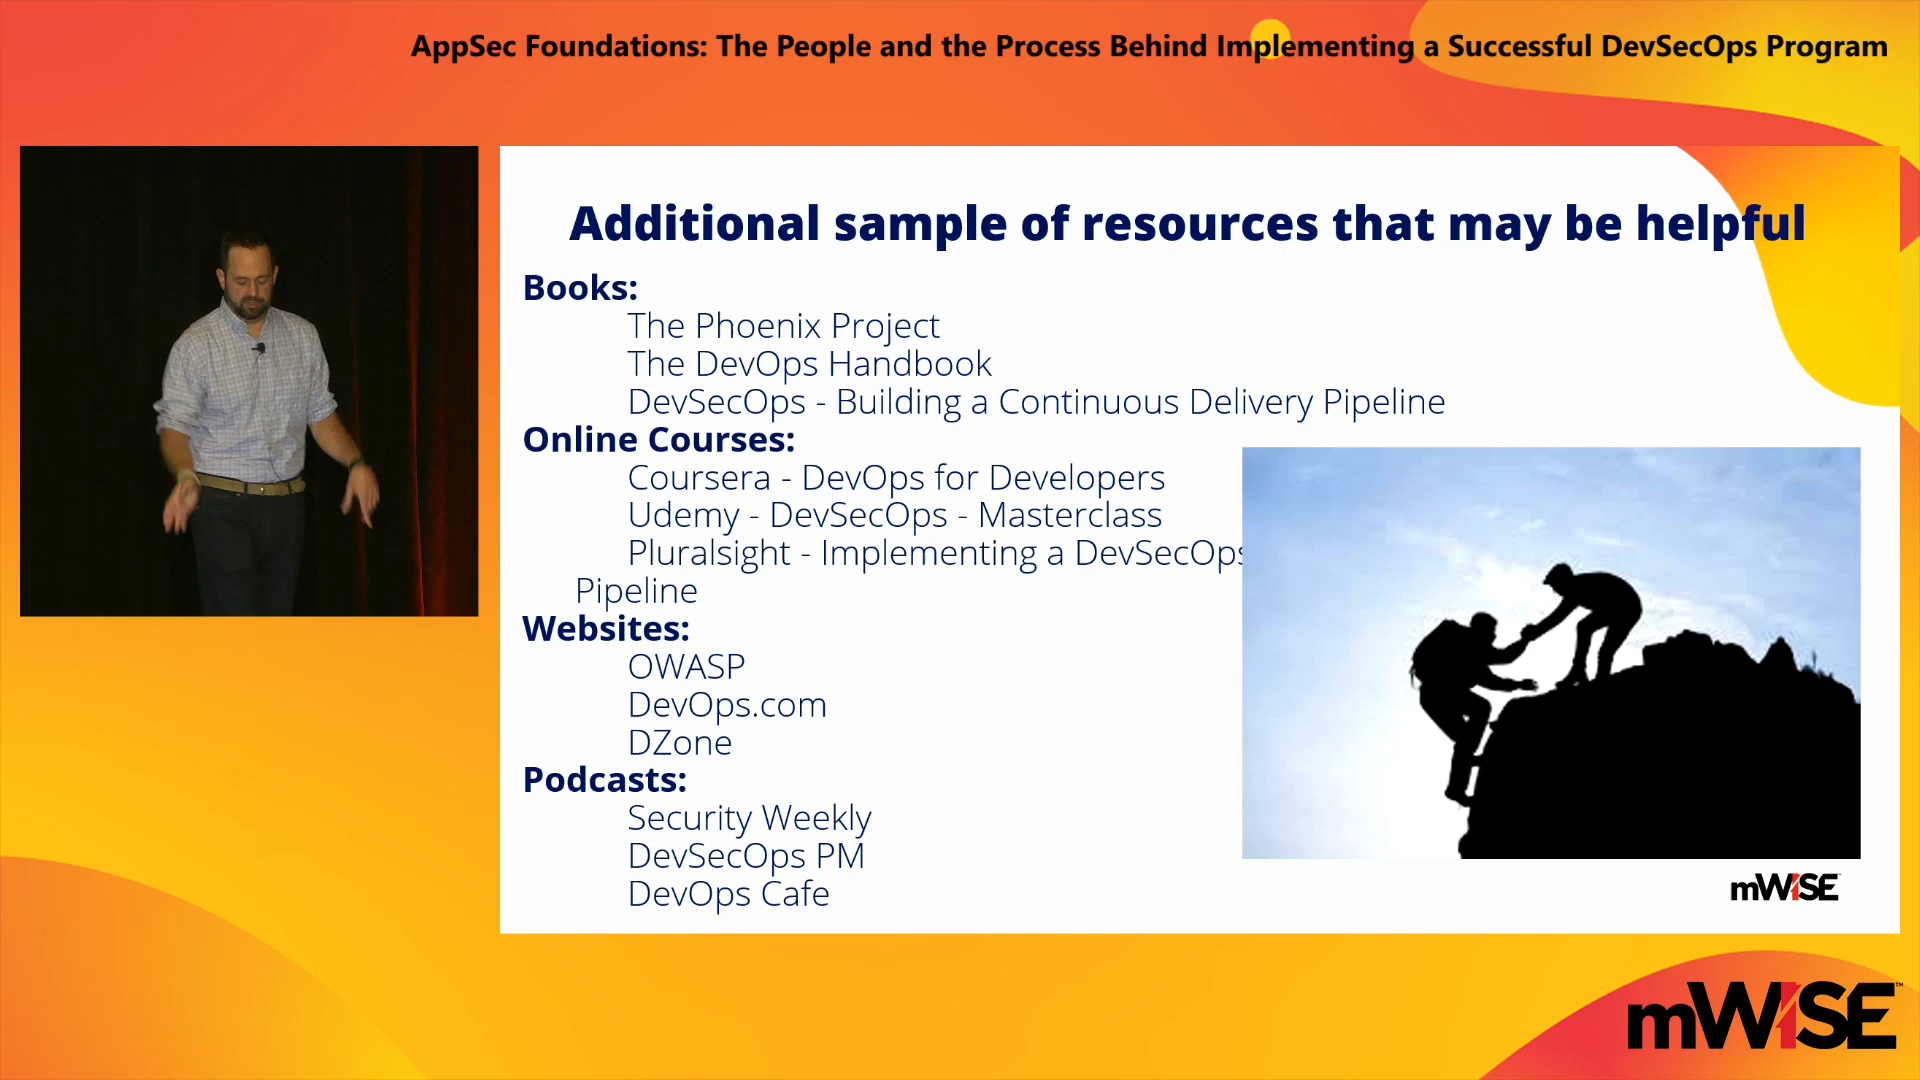 AppSec Foundations: The People and the Process Behind Implementing a Successful DevSecOps Program
Additional sample of resources that may be helpful
Books:
The Phoenix Project
The DevOps Handbook
DevSecOps - Building a Continuous Delivery Pipeline
Online Courses:
Coursera - DevOps for Developers
Udemy - DevSecOps - Masterclass
Pluralsight - Implementing a DevSecOps
Pipeline
Websites:
OWASP
DevOps.com
DZone
Podcasts:
Security Weekly
DevSecOps PM
DevOps Cafe
mWISE
mWISE™